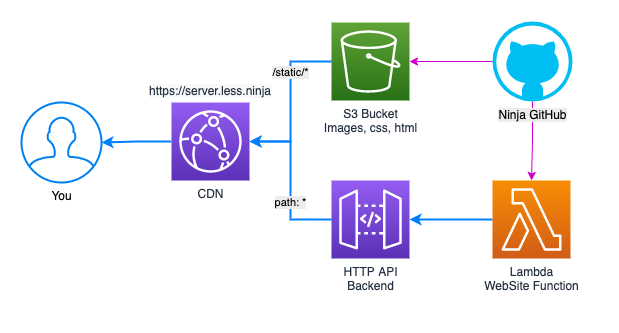 /static/*
https://server.less.ninja
S3 Bucket
Images, css, html
Ninja GitHub
You
CDN
path: *
HTTP API
Backend
Lambda
WebSite Function